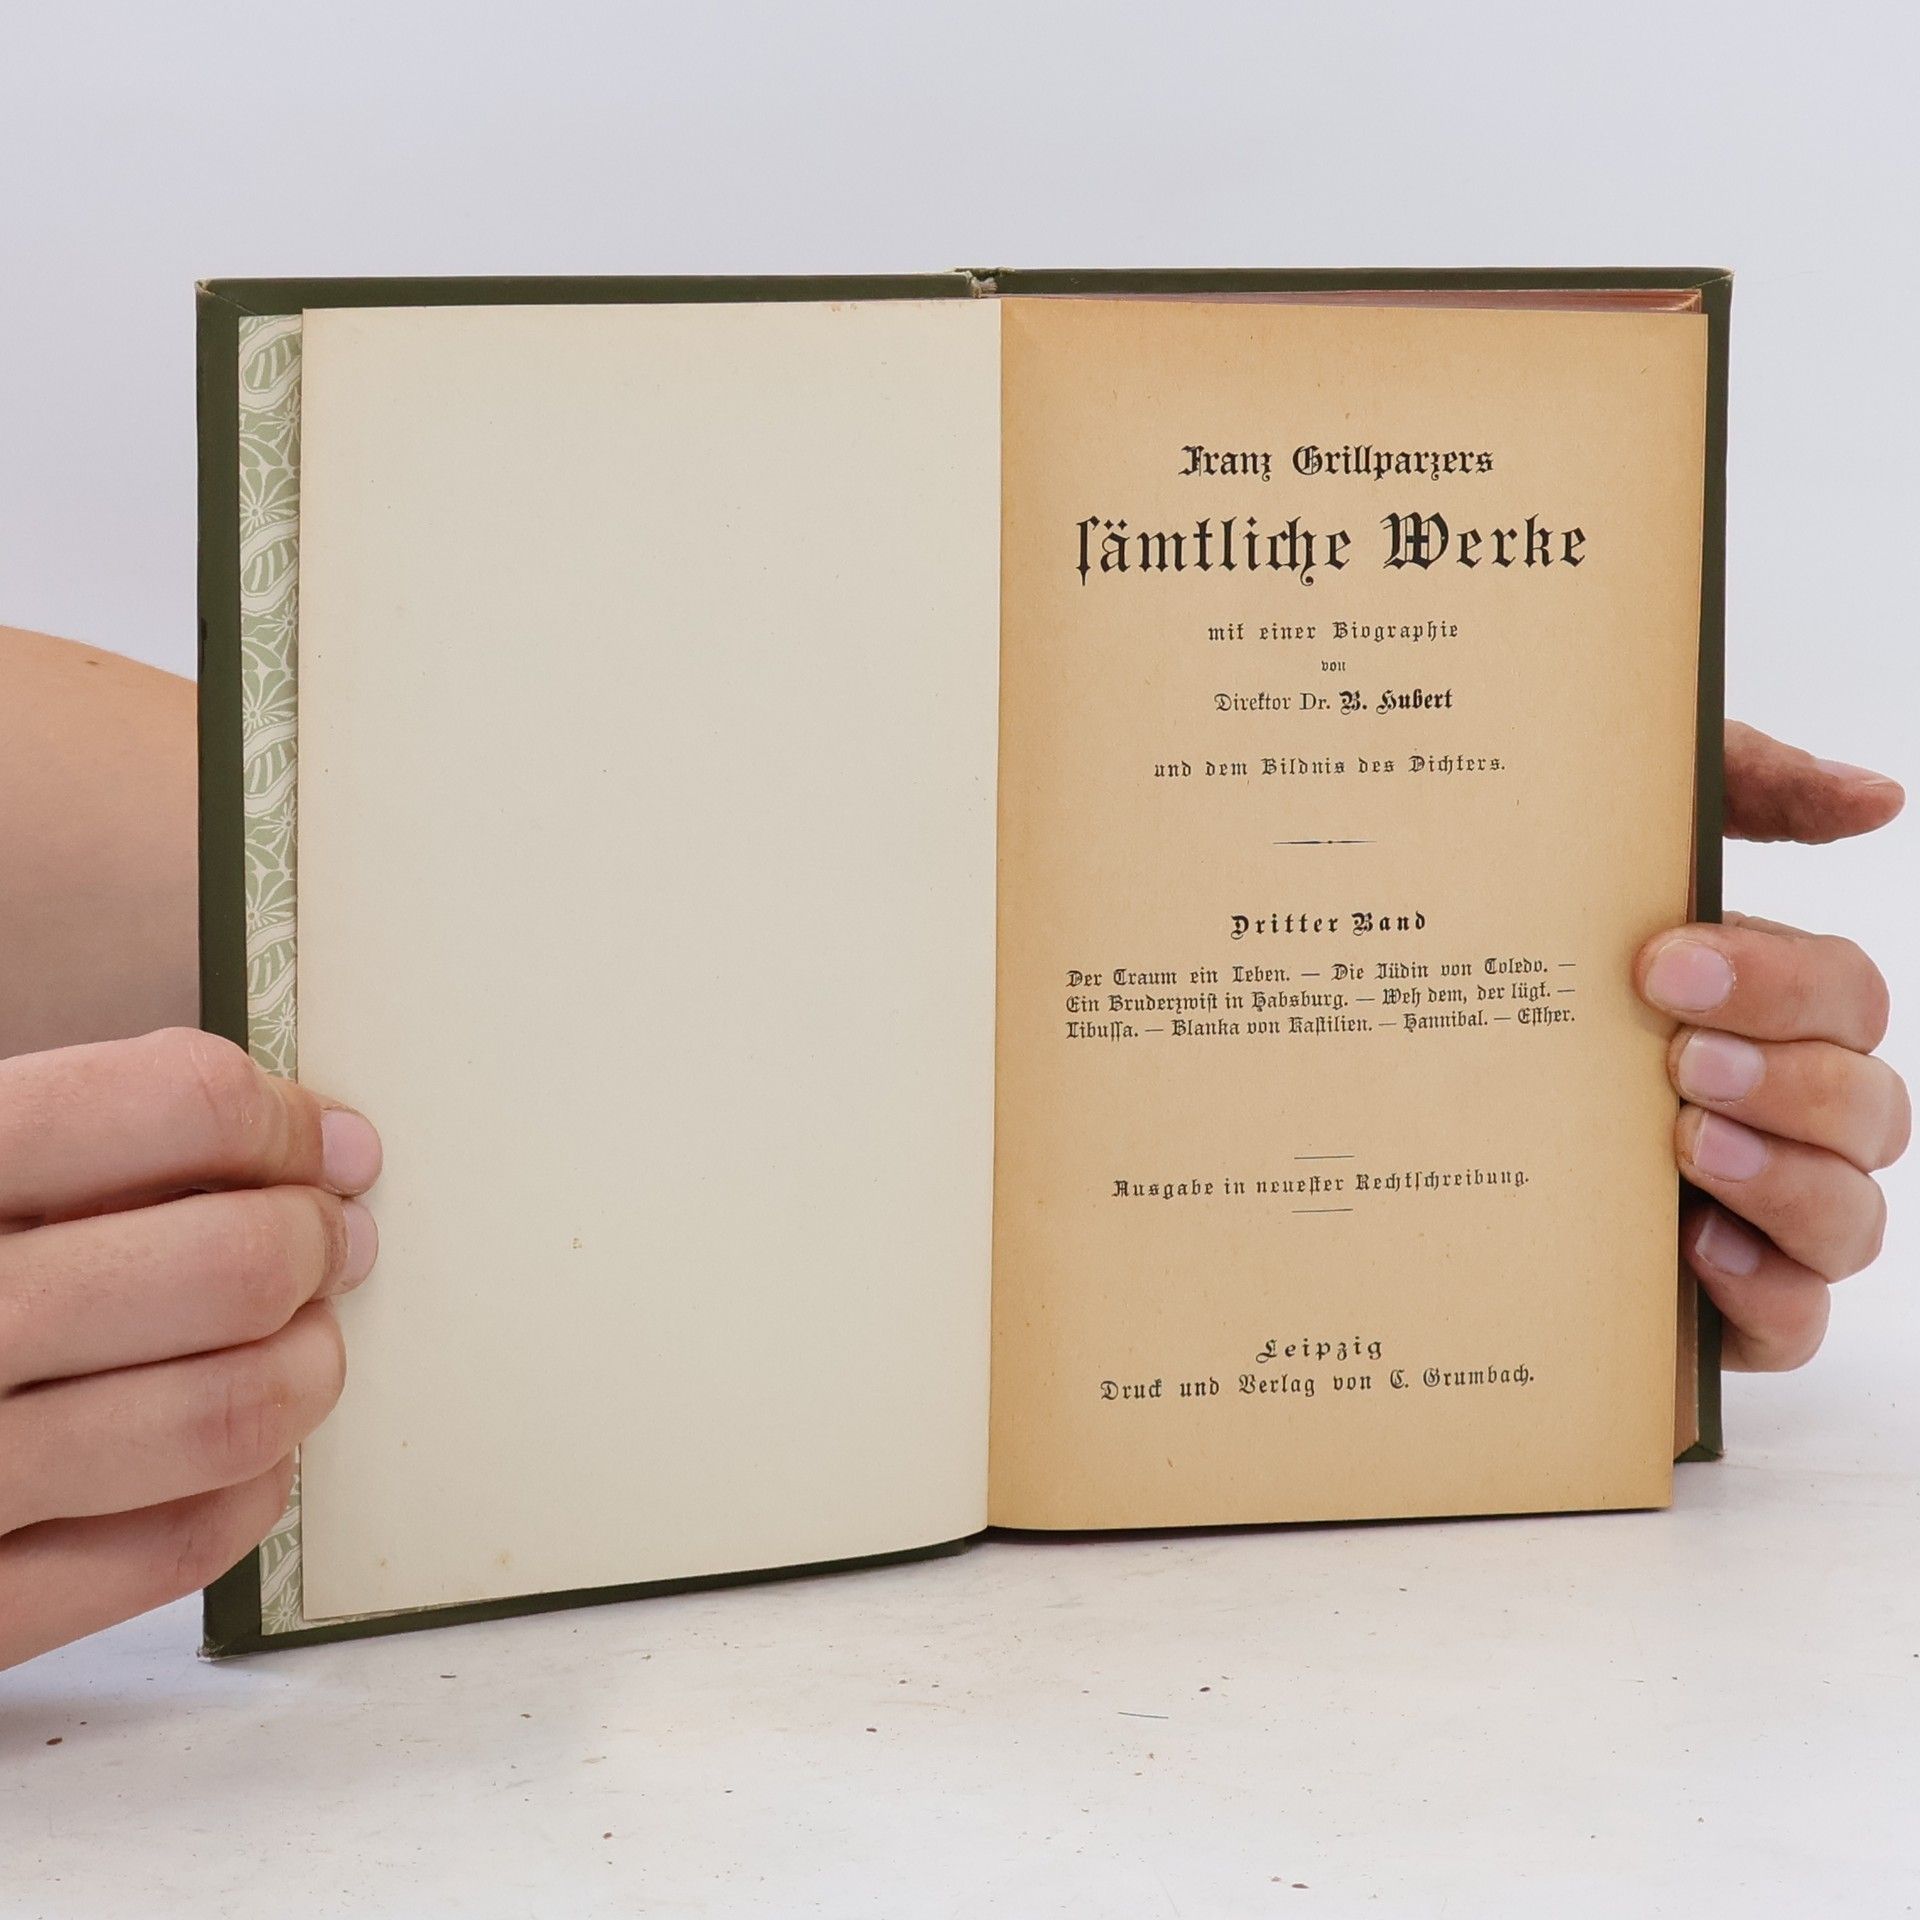 Franz Grillparzers
ſämtliche Werke
mit einer Biographie
von
Direktor Dr. B. Hubert
und dem Bildnis des Dichters.
Dritter Band
Der Traum ein Leben. — Die Jüdin von Toledo. —
Ein Bruderzwiſt in Habsburg. — Weh dem, der lügt. —
Libuſſa. — Blanka von Kaſtilien. — Hannibal. — Eſther.
Ausgabe in neueſter Rechtſchreibung.
Leipzig
Druck und Verlag von C. Grumbach.